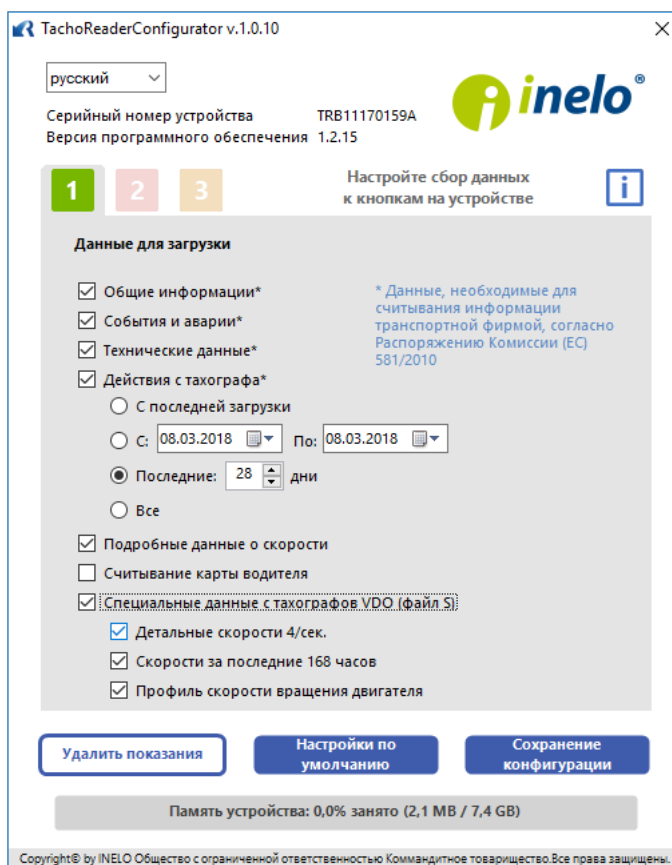 TachoReaderConfigurator v.1.0.10
русский
inelo®
Серийный номер устройства TRB11170159A
Версия программного обеспечения 1.2.15
1 2 3
Настройте сбор данных
к кнопкам на устройстве
i
Данные для загрузки
Общие информации*
События и аварии*
Технические данные*
Действия с тахографа*
* Данные, необходимые для
считывания информации
транспортной фирмой, согласно
Распоряжению Комиссии (ЕС)
581/2010
С последней загрузки
С: 08.03.2018 По: 08.03.2018
Последние: 28 дни
Все
Подробные данные о скорости
Считывание карты водителя
Специальные данные с тахографов VDO (файл S)
Детальные скорости 4/сек.
Скорости за последние 168 часов
Профиль скорости вращения двигателя
Удалить показания
Настройки по
умолчанию
Сохранение
конфигурации
Память устройства: 0,0% занято (2,1 MB / 7,4 GB)
Copyright© by INELO Общество с ограниченной ответственностью Коммандитное товарищество.Все права защищены.